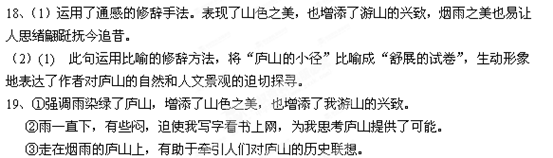 18、（1）运用了通感的修辞手法。表现了山色之美，也增添了游山的兴致，烟雨之美也易让
人思绪翩跹抚今追昔。
（2）(1) 此句运用比喻的修辞方法，将“庐山的小径”比喻成“舒展的试卷”，生动形象
地表达了作者对庐山的自然和人文景观的迫切探寻。
19、①强调雨染绿了庐山，增添了山色之美，也增添了我游山的兴致。
②雨一直下，有些闷，迫使我写字看书上网，为我思考庐山提供了可能。
③走在烟雨的庐山上，有助于牵引人们对庐山的历史联想。